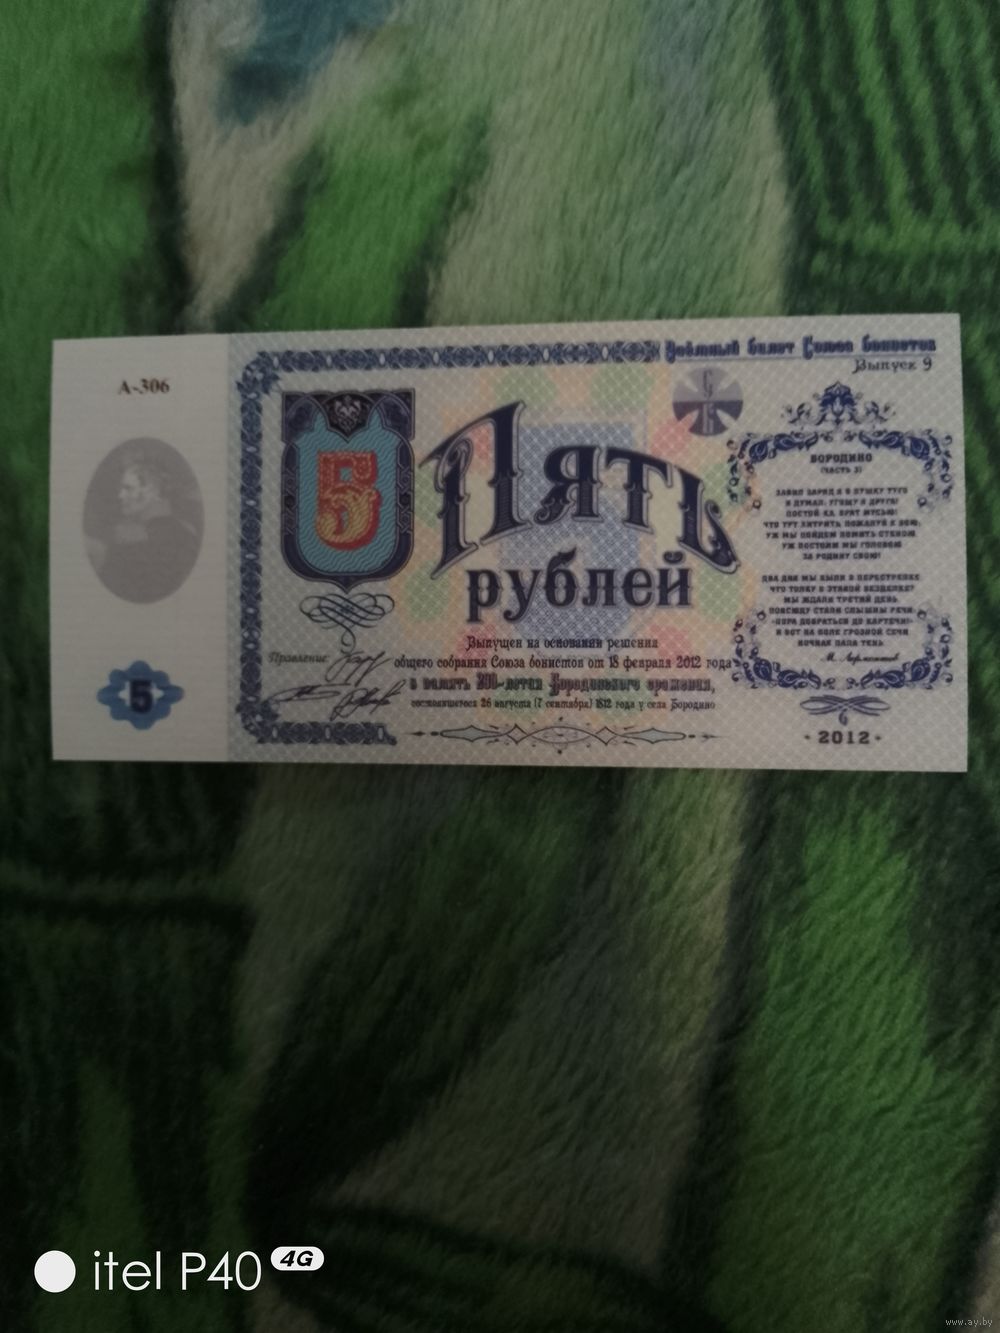 А-306
5
5
Заёмный билет Союза бонистов
Выпуск 9
С
Б
Пять
рублей
Выпущен на основании решения
общего собрания Союза бонистов от 18 февраля 2012 года
в память 200-летия Бородинского сражения,
состоявшегося 26 августа (7 сентября) 1812 года у села Бородино
Правление:
БОРОДИНО
(ЧАСТЬ 3)
ЗАБИЛ ЗАРЯД Я В ПУШКУ ТУГО
И ДУМАЛ: УГОЩУ Я ДРУГА!
ПОСТОЙ КА, БРАТ МУСЬЮ!
ЧТО ТУТ ХИТРИТЬ, ПОЖАЛУЙ К БОЮ;
УЖ МЫ ПОЙДЕМ ЛОМИТЬ СТЕНОЮ
УЖ ПОСТОИМ МЫ ГОЛОВОЮ
ЗА РОДИНУ СВОЮ!
ДВА ДНЯ МЫ БЫЛИ В ПЕРЕСТРЕЛКЕ.
ЧТО ТОЛКУ В ЭТАКОЙ БЕЗДЕЛКЕ?
МЫ ЖДАЛИ ТРЕТИЙ ДЕНЬ.
ПОВСЮДУ СТАЛИ СЛЫШНЫ РЕЧИ:
«ПОРА ДОБРАТЬСЯ ДО КАРТЕЧИ!»
И ВОТ НА ПОЛЕ ГРОЗНОЙ СЕЧИ
НОЧНАЯ ПАЛА ТЕНЬ.
М. Лермонтов
• 2012 •
itel P40 4G
www.ay.by